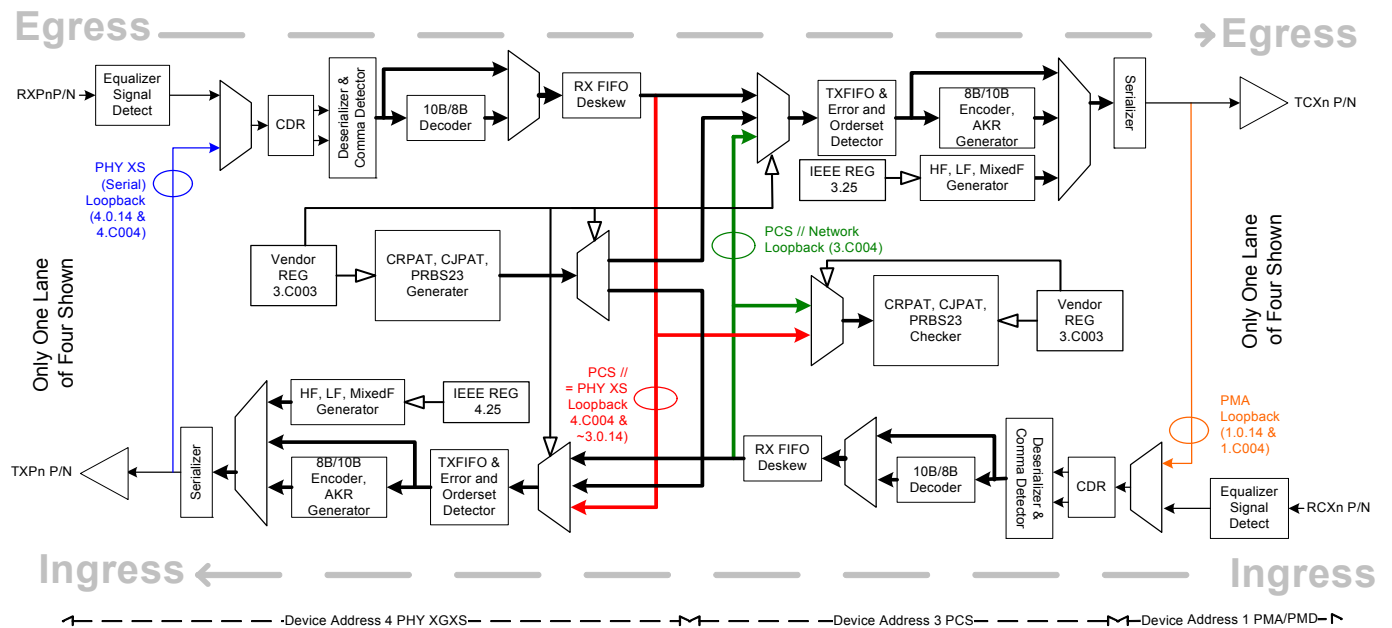 Egress
Egress
RXPnP/N
Equalizer
Signal
Detect
CDR
Deserializer &
Comma Detector
10B/8B
Decoder
RX FIFO
Deskew
TXFIFO &
Error and
Orderset
Detector
8B/10B
Encoder,
AKR
Generator
Serializer
TCXn P/N
IEEE REG
3.25
HF, LF, MixedF
Generator
PHY XS
(Serial)
Loopback
(4.0.14 &
4.C004)
Vendor
REG
3.C003
CRPAT, CJPAT,
PRBS23
Generater
PCS // Network
Loopback (3.C004)
CRPAT, CJPAT,
PRBS23
Checker
Vendor
REG
3.C003
Only One Lane
of Four Shown
Only One Lane
of Four Shown
PCS //
= PHY XS
Loopback
4.C004 &
~3.0.14)
PMA
Loopback
(1.0.14 &
1.C004)
HF, LF, MixedF
Generator
IEEE REG
4.25
TXPn P/N
Serializer
8B/10B
Encoder,
AKR
Generator
TXFIFO &
Error and
Orderset
Detector
RX FIFO
Deskew
10B/8B
Decoder
Deserializer &
Comma Detector
CDR
Equalizer
Signal
Detect
RCXn P/N
Ingress
Ingress
Device Address 4 PHY XGXS
Device Address 3 PCS
Device Address 1 PMA/PMD